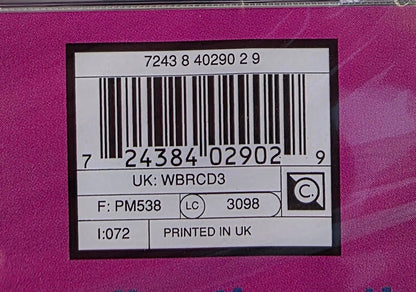 7243 8 40290 2 9
7 24384 02902 9
UK: WBRCD3
C.
F: PM538 LC 3098
I:072 PRINTED IN UK